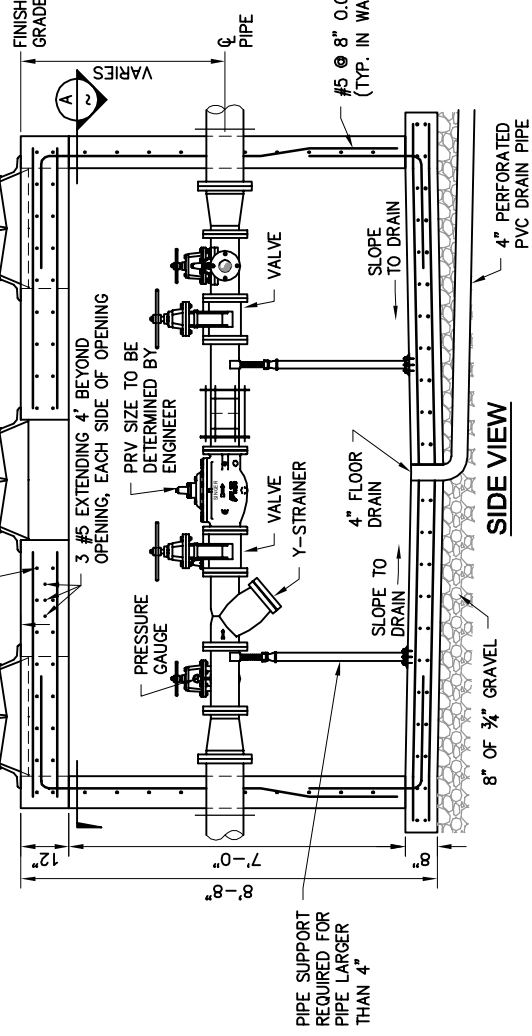 FINISH
GRADE
℄
PIPE
VARIES
A
~
#5 @ 8" O.C
(TYP. IN WA
3 #5 EXTENDING 4' BEYOND
OPENING, EACH SIDE OF OPENING
PRV SIZE TO BE
DETERMINED BY
ENGINEER
PRESSURE
GAUGE
SINGER
VALVE
VALVE
Y-STRAINER
4" FLOOR
DRAIN
SLOPE TO
DRAIN
SLOPE
TO DRAIN
12"
7'-0"
8'-8"
8"
PIPE SUPPORT
REQUIRED FOR
PIPE LARGER
THAN 4"
8" OF ¾" GRAVEL
SIDE VIEW
4" PERFORATED
PVC DRAIN PIPE